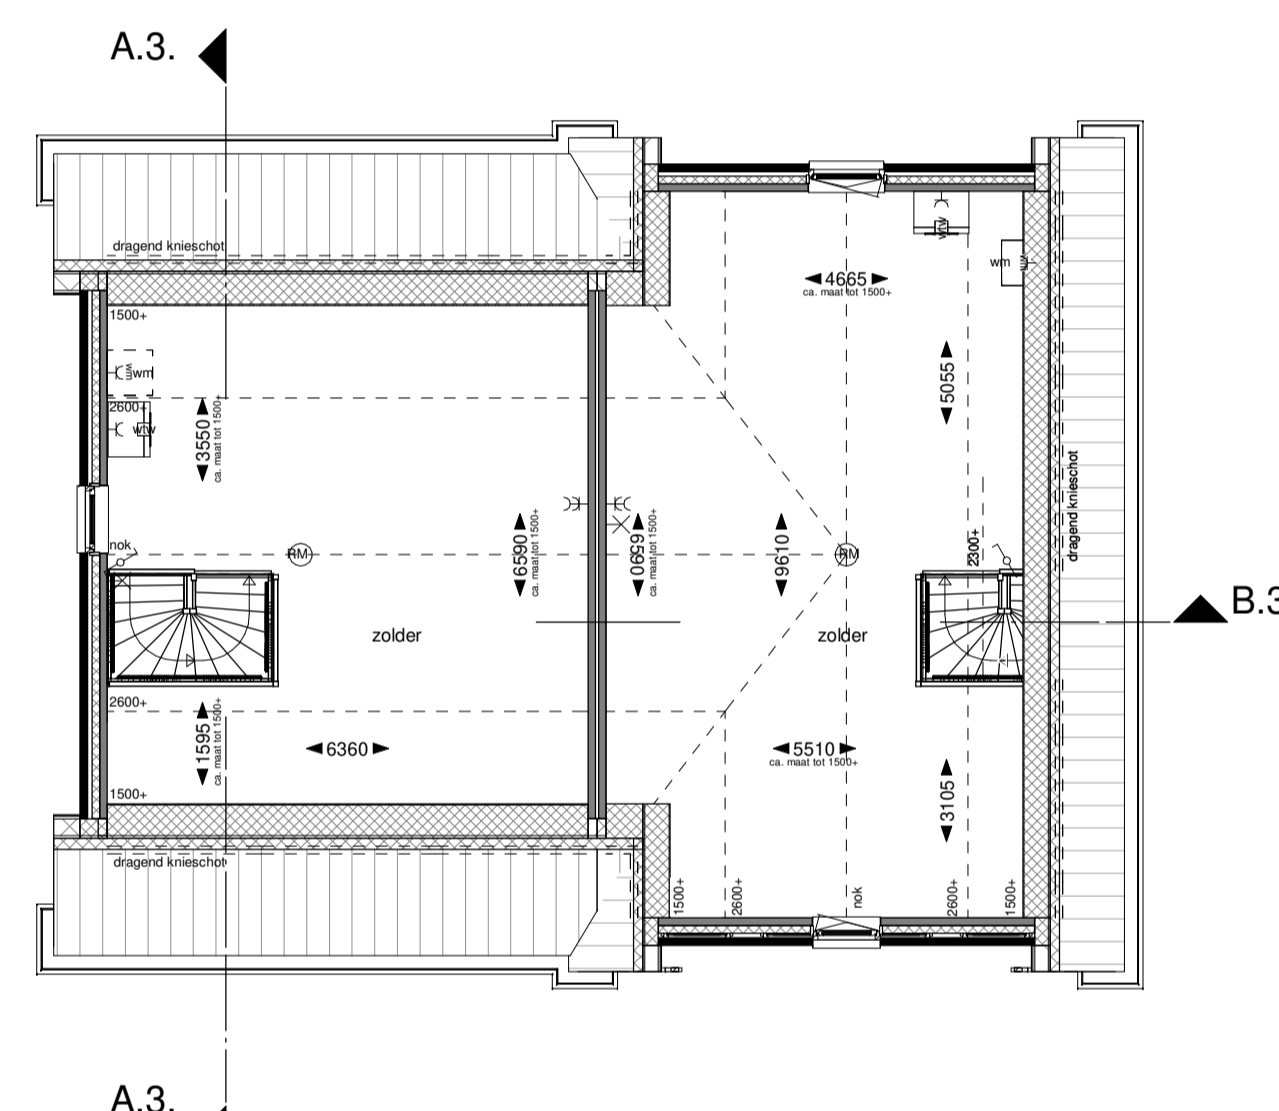 A.3.
dragend knieschot
1500+
wm
wm
2600+
wtw
3550
ca. maat tot 1500+
nok
RM
6590
ca. maat tot 1500+
6590
ca. maat tot 1500+
zolder
2600+
1595
ca. maat tot 1500+
6360
1500+
dragend knieschot
wtw
wm
wm
4665
ca. maat tot 1500+
5055
dragend knieschot
9610
RM
2300+
B.3
zolder
5510
ca. maat tot 1500+
3105
1500+
2600+
nok
2600+
1500+
A.3.